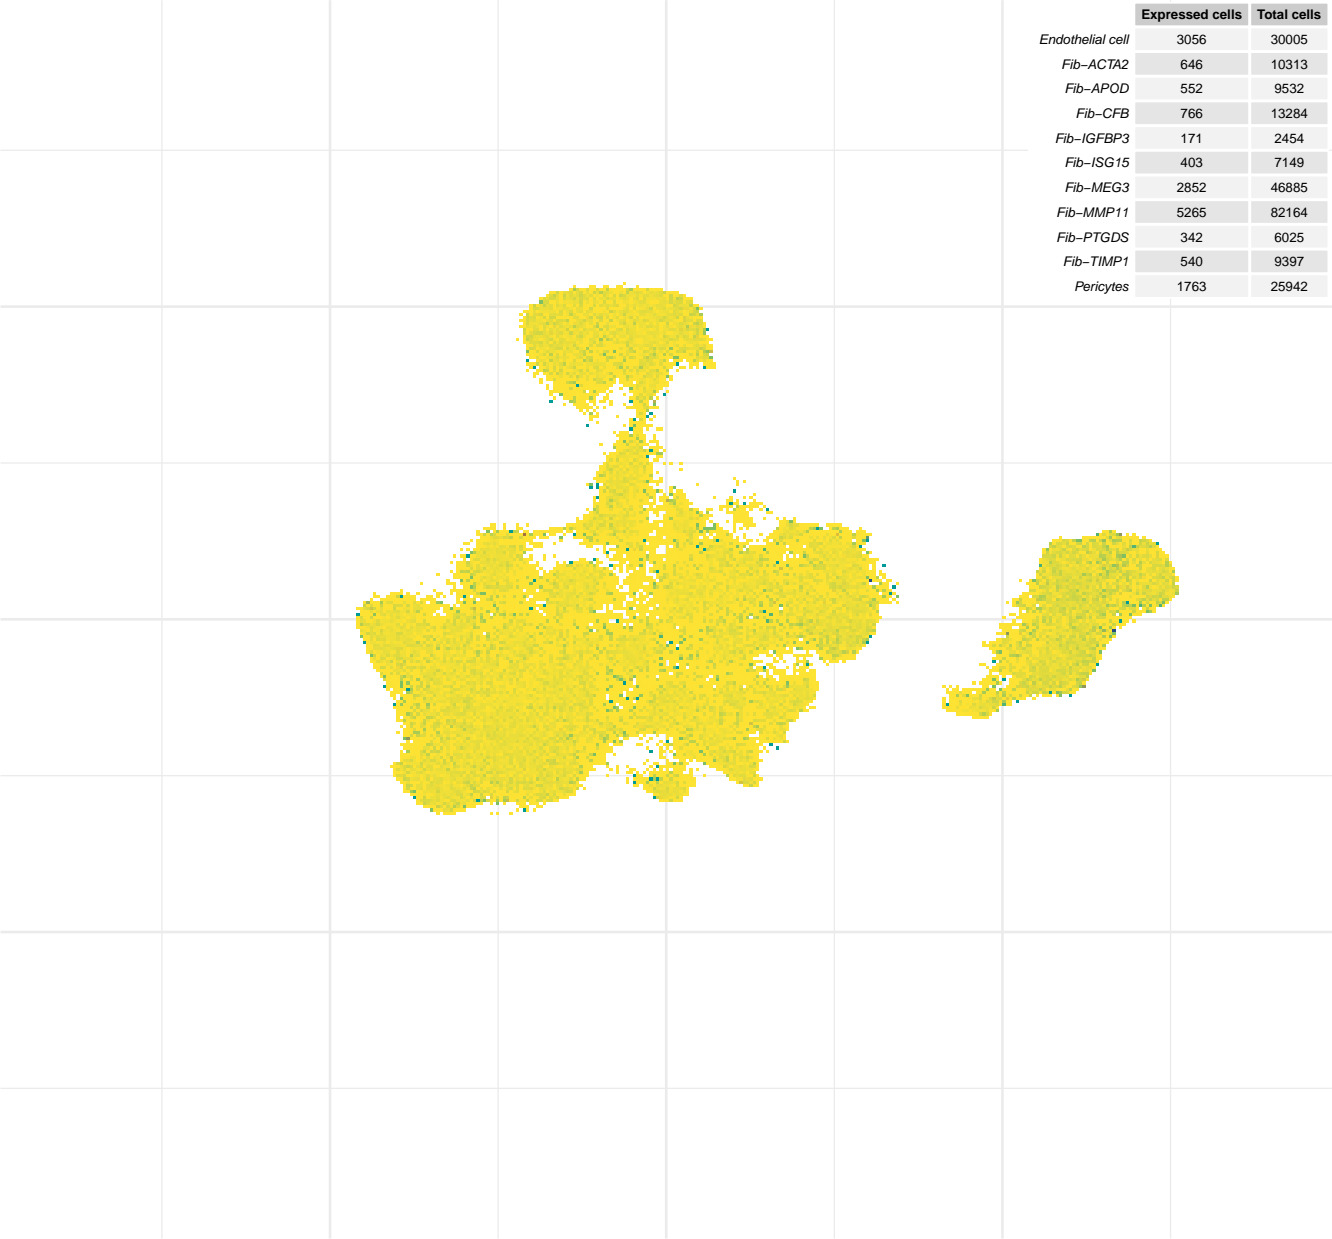 Expressed cells Total cells
Endothelial cell 3056 30005
Fib−ACTA2 646 10313
Fib−APOD 552 9532
Fib−CFB 766 13284
Fib−IGFBP3 171 2454
Fib−ISG15 403 7149
Fib−MEG3 2852 46885
Fib−MMP11 5265 82164
Fib−PTGDS 342 6025
Fib−TIMP1 540 9397
Pericytes 1763 25942